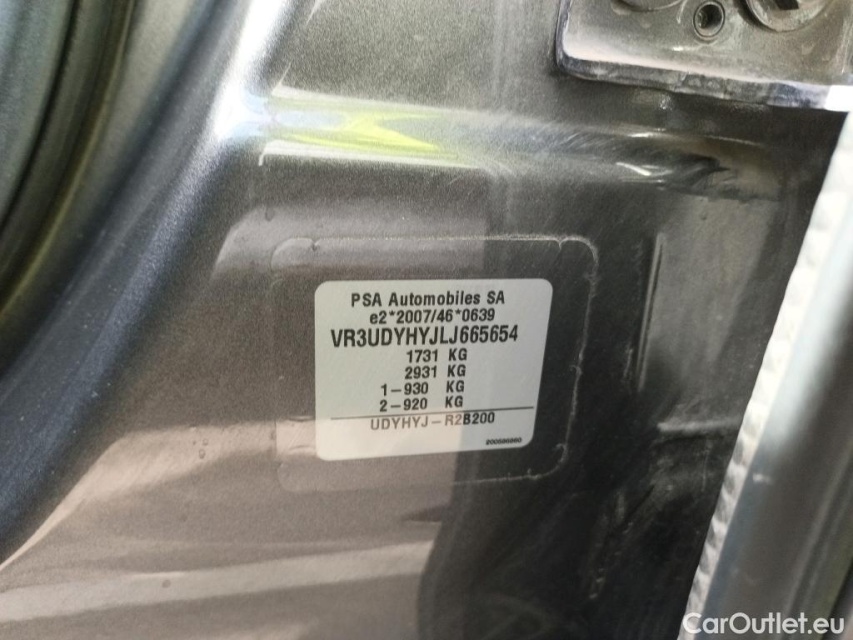 PSA Automobiles SA
e2*2007/46*0639
VR3UDYHYJLJ665654
1731 KG
2931 KG
1-930 KG
2-920 KG
UDYHYJ-R2B200
CarOutlet.eu